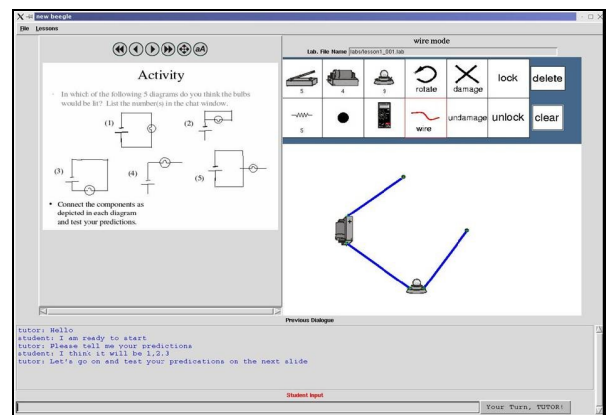 new beegle
File Lessons
wire mode
Lab. File Name labs/lesson1_001.lab
aA
Activity
In which of the following 5 diagrams do you think the bulbs
would be lit? List the number(s) in the chat window.
(1)
(2)
(3)
(4)
(5)
Connect the components as
depicted in each diagram
and test your predictions.
5 4 5 rotate damage lock delete
5 wire undamage unlock clear
Previous Dialogue
tutor: Hello
student: I am ready to start
tutor: Please tell me your predictions
student: I think it will be 1,2.3
tutor: Let's go on and test your predications on the next slide
Student Input
Your Turn, TUTOR!